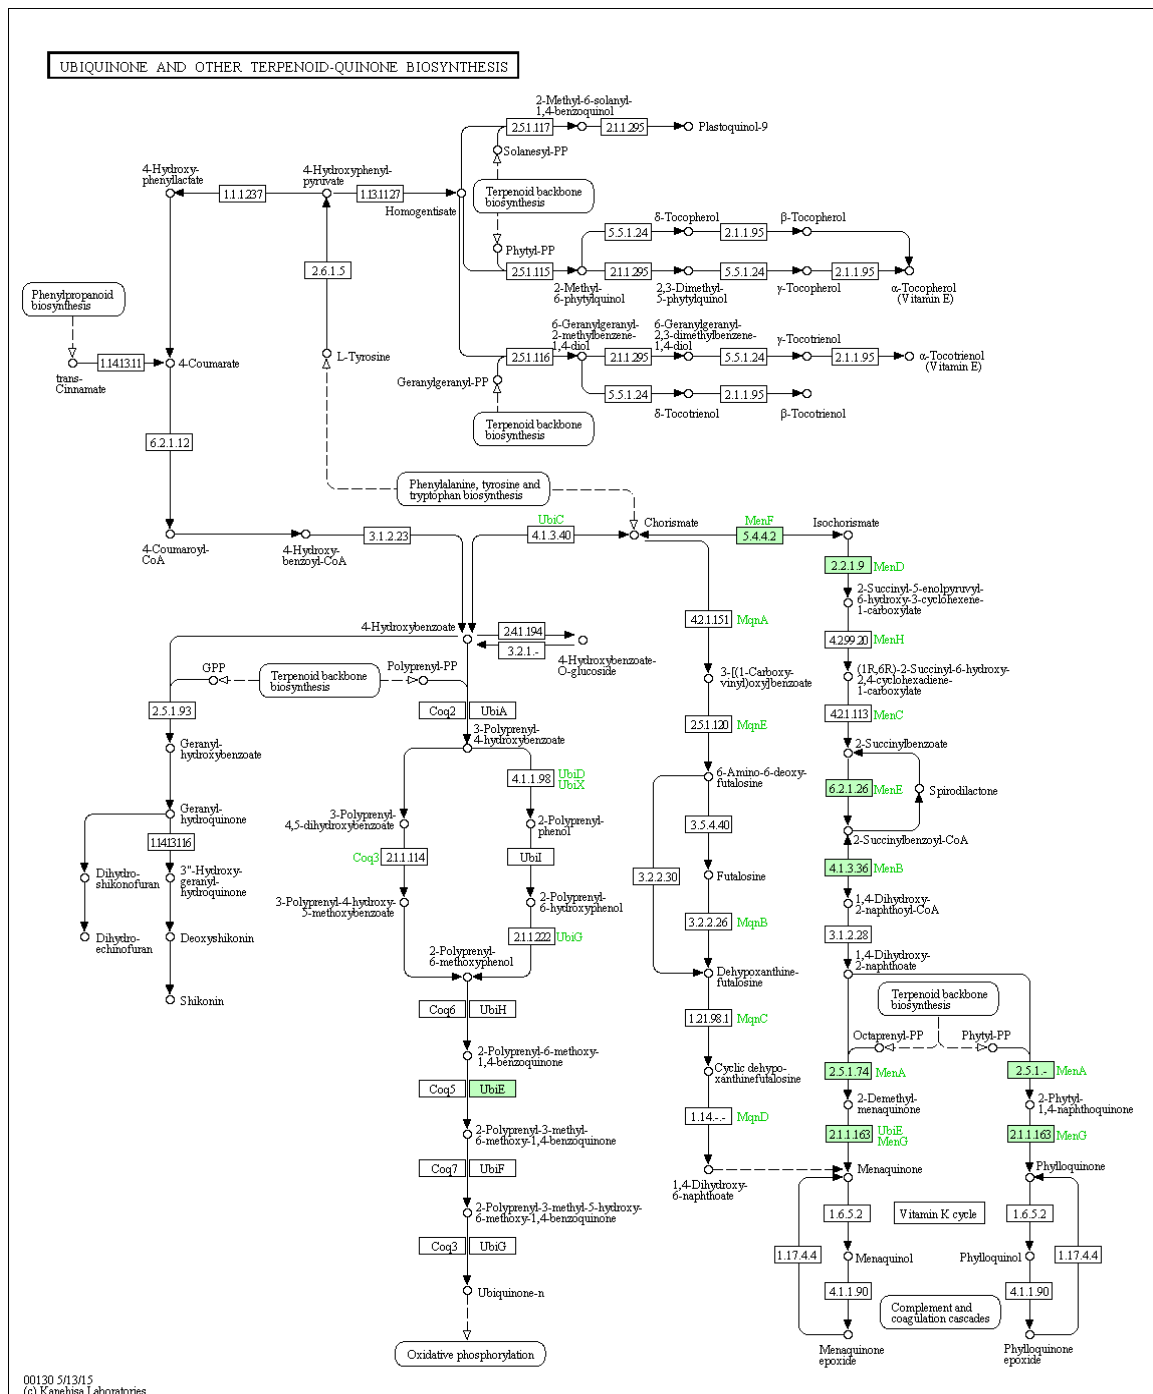 UBIQUINONE AND OTHER TERPENOID-QUINONE BIOSYNTHESIS
2-Methyl-6-solanyl-
1,4-benzoquinol
2.5.1.117
2.1.1.295
Plastoquinol-9
Solanesyl-PP
4-Hydroxy-
phenyllactate
4-Hydroxyphenyl-
pyruvate
1.1.1.237
1.13.11.27
Homogentisate
Terpenoid backbone
biosynthesis
δ-Tocopherol
β-Tocopherol
5.5.1.24
2.1.1.95
Phytyl-PP
2.6.1.5
2.5.1.115
2.1.1.295
5.5.1.24
2.1.1.95
2-Methyl-
6-phytylquinol
2,3-Dimethyl-
5-phytylquinol
γ-Tocopherol
α-Tocopherol
(Vitamin E)
Phenylpropanoid
biosynthesis
6-Geranylgeranyl-
2-methylbenzene-
1,4-diol
6-Geranylgeranyl-
2,3-dimethylbenzene-
1,4-diol
γ-Tocotrienol
1.14.13.11
4-Coumarate
L-Tyrosine
2.5.1.116
2.1.1.295
5.5.1.24
2.1.1.95
α-Tocotrienol
(Vitamin E)
trans-
Cinnamate
Geranylgeranyl-PP
5.5.1.24
2.1.1.95
δ-Tocotrienol
β-Tocotrienol
Terpenoid backbone
biosynthesis
6.2.1.12
Phenylalanine, tyrosine and
tryptophan biosynthesis
UbiC
Chorismate
MenF
Isochorismate
3.1.2.23
4.1.3.40
5.4.4.2
4-Coumaroyl-
CoA
4-Hydroxy-
benzoyl-CoA
2.2.1.9
MenD
2-Succinyl-5-enolpyruvyl-
6-hydroxy-3-cyclohexene-
1-carboxylate
4.2.1.151
MqnA
4-Hydroxybenzoate
2.4.1.194
3.2.1.-
4-Hydroxybenzoate-
O-glucoside
4.2.99.20
MenH
GPP
Terpenoid backbone
biosynthesis
Polyprenyl-PP
3-[(1-Carboxy-
vinyl)oxy]benzoate
(1R,6R)-2-Succinyl-6-hydroxy-
2,4-cyclohexadiene-
1-carboxylate
2.5.1.93
Coq2
UbiA
2.5.1.120
MqnE
4.2.1.113
MenC
Geranyl-
hydroxybenzoate
3-Polyprenyl-
4-hydroxybenzoate
2-Succinylbenzoate
4.1.1.98
UbiD
UbiX
6-Amino-6-deoxy-
futalosine
6.2.1.26
MenE
Spirodilactone
Geranyl-
hydroquinone
3-Polyprenyl-
4,5-dihydroxybenzoate
2-Polyprenyl-
phenol
3.5.4.40
2-Succinylbenzoyl-CoA
1.14.13.116
Coq3
2.1.1.114
UbiI
4.1.3.36
MenB
Dihydro-
shikonofuran
3"-Hydroxy-
geranyl-
hydroquinone
3.2.2.30
Futalosine
3-Polyprenyl-4-hydroxy-
5-methoxybenzoate
2-Polyprenyl-
6-hydroxyphenol
1,4-Dihydroxy-
2-naphthoyl-CoA
3.2.2.26
MqnB
Dihydro-
echinofuran
Deoxyshikonin
2.1.1.222
UbiG
3.1.2.28
2-Polyprenyl-
6-methoxyphenol
Dehypoxanthine-
futalosine
1,4-Dihydroxy-
2-naphthoate
Shikonin
Coq6
UbiH
1.21.98.1
MqnC
Terpenoid backbone
biosynthesis
Octaprenyl-PP
Phytyl-PP
2-Polyprenyl-6-methoxy-
1,4-benzoquinone
Cyclic dehypo-
xanthinefutalosine
2.5.1.74
MenA
2.5.1.-
MenA
Coq5
UbiE
2-Demethyl-
menaquinone
2-Phytyl-
1,4-naphthoquinone
1.14.-.-
MqnD
2-Polyprenyl-3-methyl-
6-methoxy-1,4-benzoquinone
2.1.1.163
UbiE
MenG
2.1.1.163
MenG
Coq7
UbiF
1,4-Dihydroxy-
6-naphthoate
Menaquinone
Phylloquinone
2-Polyprenyl-3-methyl-5-hydroxy-
6-methoxy-1,4-benzoquinone
1.6.5.2
Vitamin K cycle
1.6.5.2
Coq3
UbiG
1.17.4.4
Menaquinol
Phylloquinol
1.17.4.4
Ubiquinone-n
4.1.1.90
4.1.1.90
Complement and
coagulation cascades
Oxidative phosphorylation
Menaquinone
epoxide
Phylloquinone
epoxide
00130 5/13/15
(c) Kanehisa Laboratories